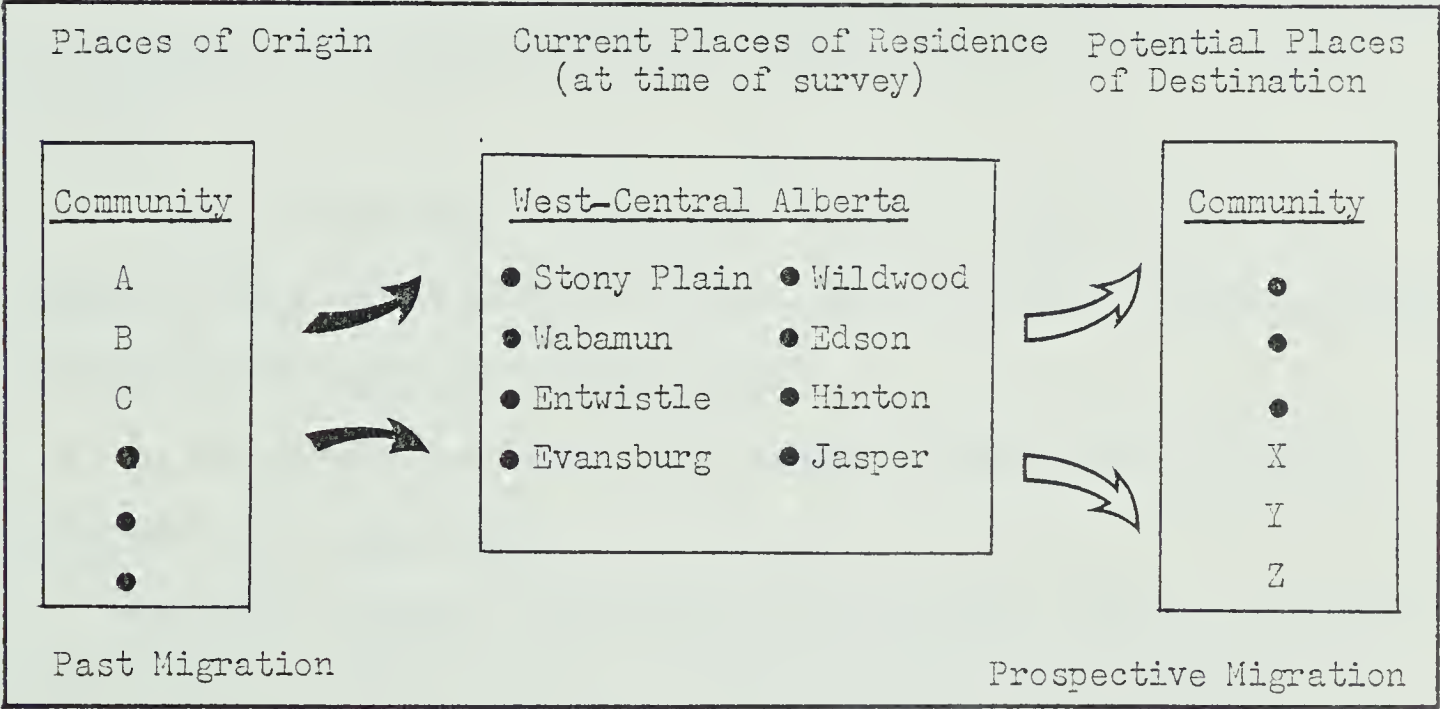 Places of Origin
Current Places of Residence
(at time of survey)
Potential Places
of Destination
Community
A
B
C
West-Central Alberta
● Stony Plain ● Wildwood
● Wabamun ● Edson
● Entwistle ● Hinton
● Evansburg ● Jasper
Community
X
Y
Z
Past Migration
Prospective Migration